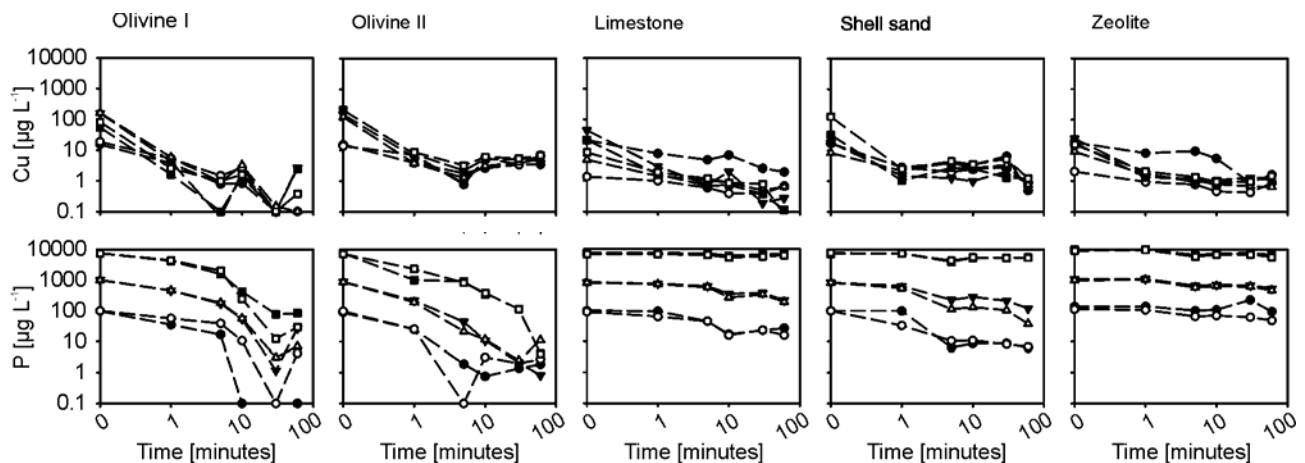 Olivine I Olivine II Limestone Shell sand Zeolite
Cu [µg L⁻¹]
10000
1000
100
10
1
0.1
P [µg L⁻¹]
10000
1000
100
10
1
0.1
0 1 10 100 0 1 10 100 0 1 10 100 0 1 10 100 0 1 10 100
Time [minutes] Time [minutes] Time [minutes] Time [minutes] Time [minutes]